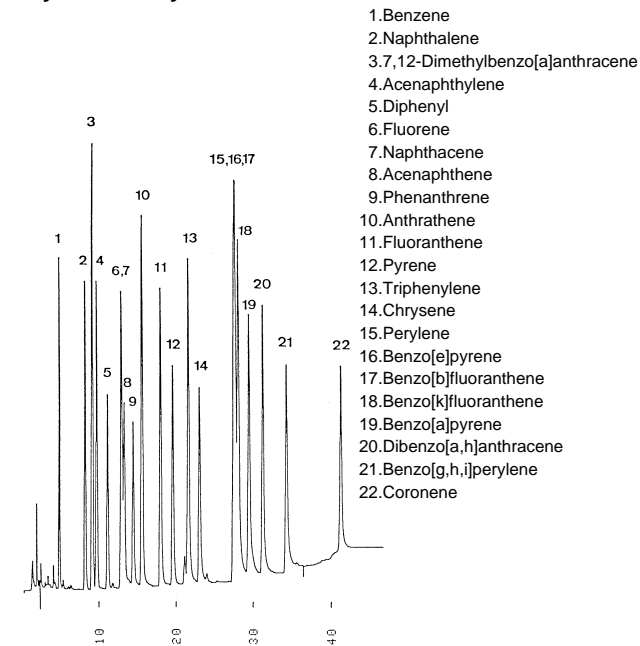 1.Benzene
2.Naphthalene
3.7,12-Dimethylbenzo[a]anthracene
4.Acenaphthylene
5.Diphenyl
6.Fluorene
7.Naphthacene
8.Acenaphthene
9.Phenanthrene
10.Anthrathene
11.Fluoranthene
12.Pyrene
13.Triphenylene
14.Chrysene
15.Perylene
16.Benzo[e]pyrene
17.Benzo[b]fluoranthene
18.Benzo[k]fluoranthene
19.Benzo[a]pyrene
20.Dibenzo[a,h]anthracene
21.Benzo[g,h,i]perylene
22.Coronene
3
15,16,17
10
1
2
4
6,7
11
13
18
20
19
12
5
8
9
14
21
22
10
20
30
40